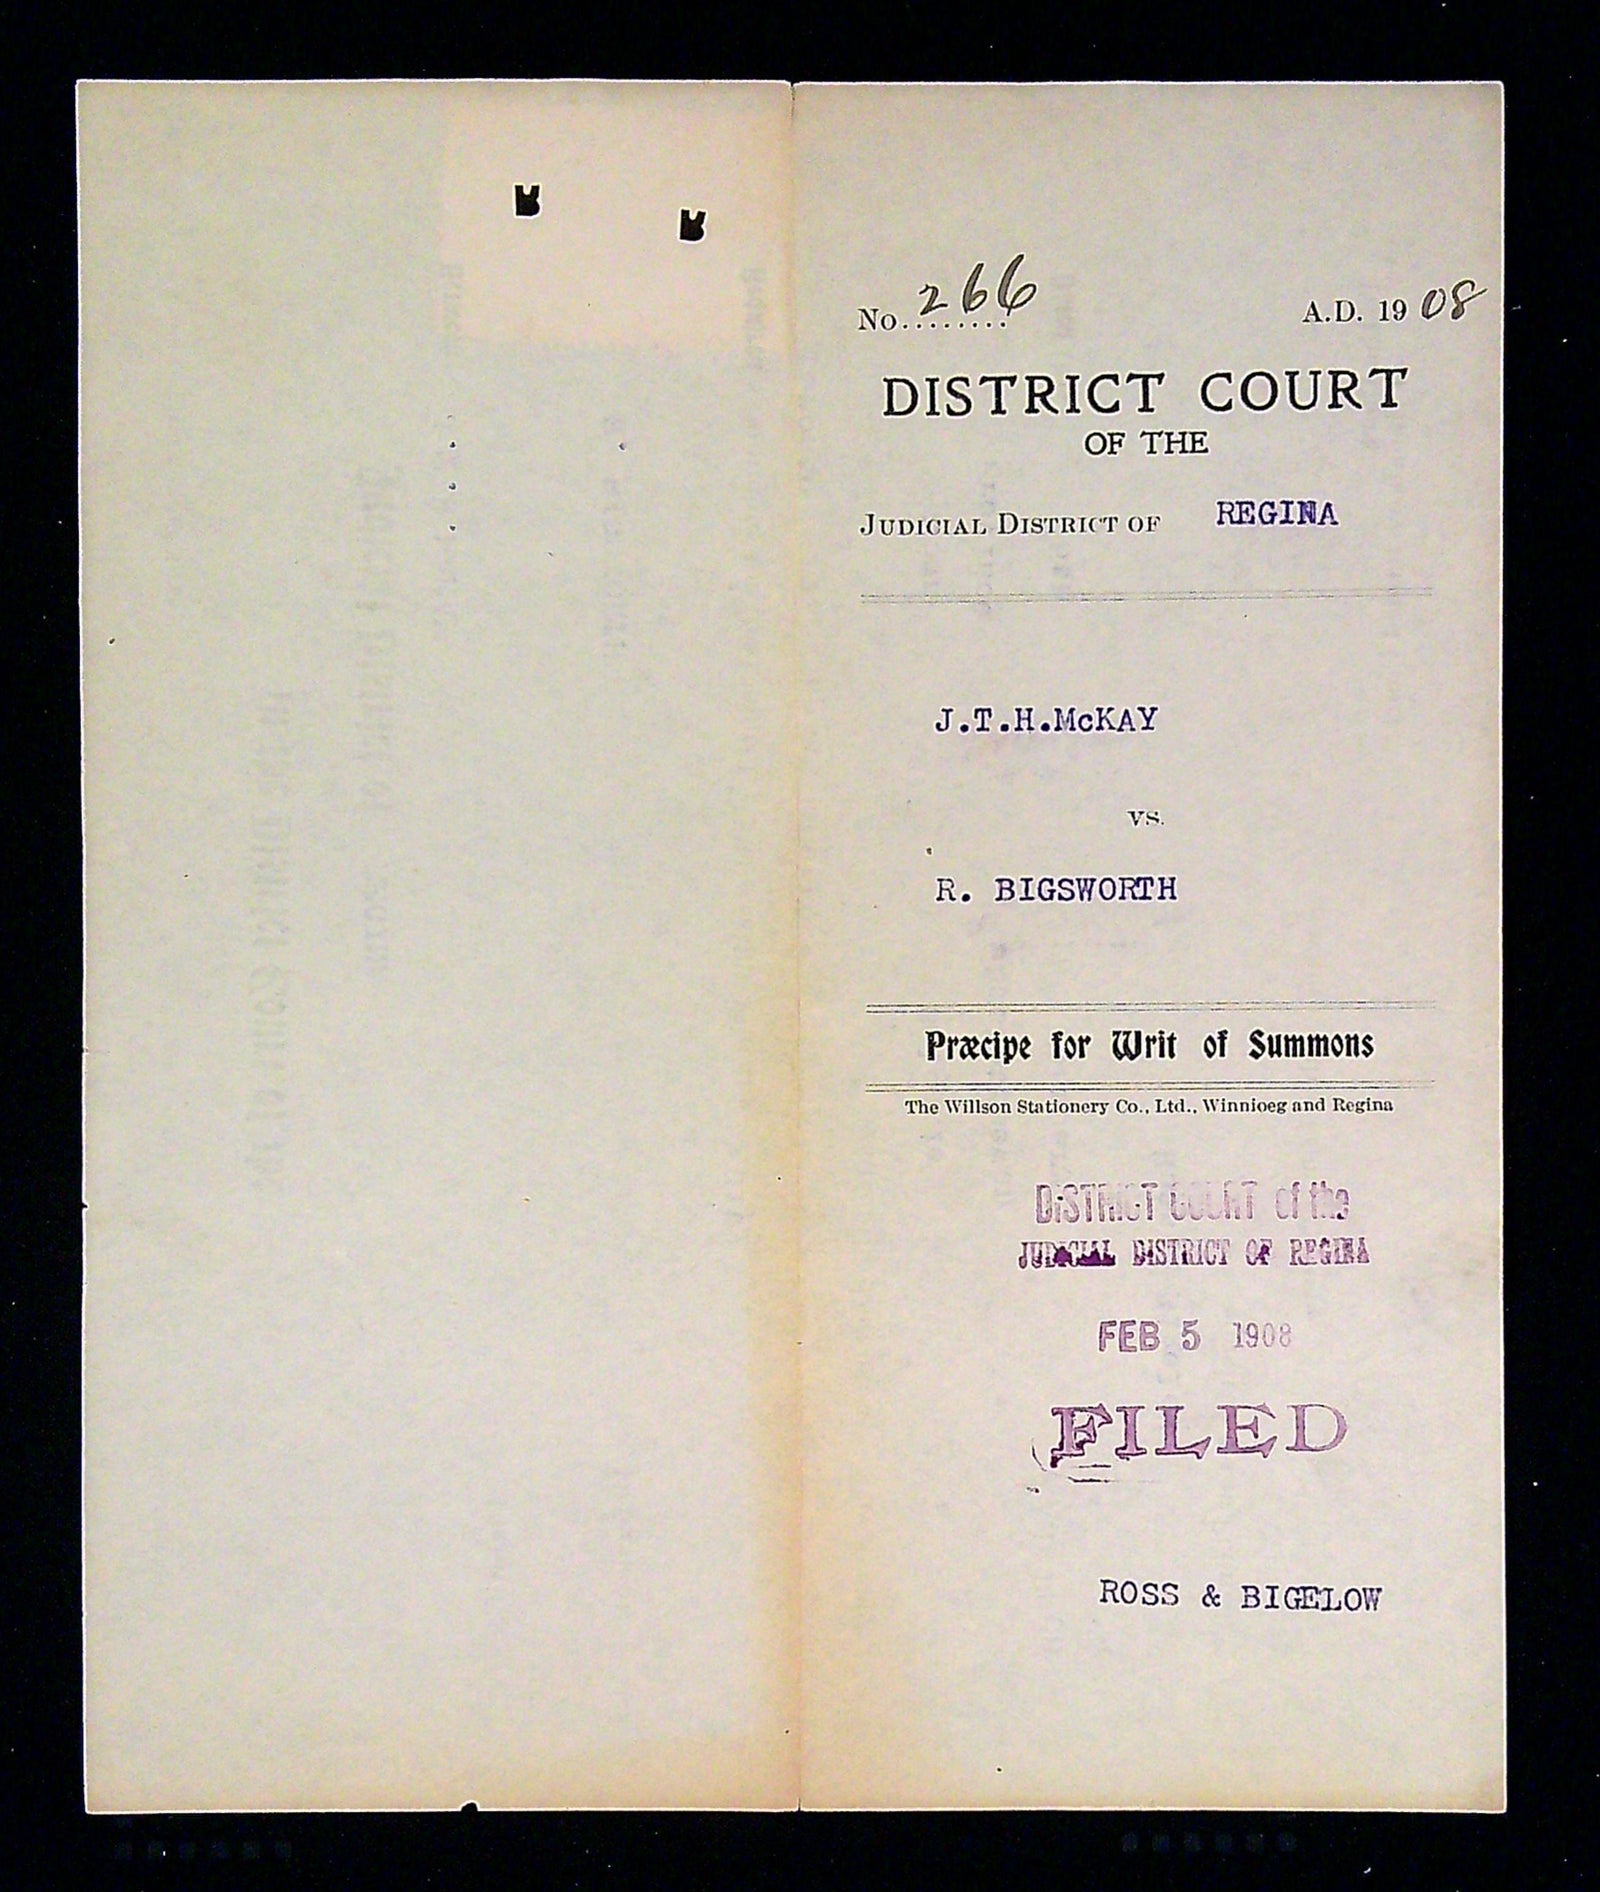 No. 266 A.D. 1908
DISTRICT COURT
OF THE
JUDICIAL DISTRICT OF REGINA
J.T.H.McKAY
vs.
R. BIGSWORTH
Præcipe for Writ of Summons
The Willson Stationery Co., Ltd., Winnioeg and Regina
DISTRICT COURT of the
JUDICIAL DISTRICT OF REGINA
FEB 5 1908
FILED
ROSS & BIGELOW